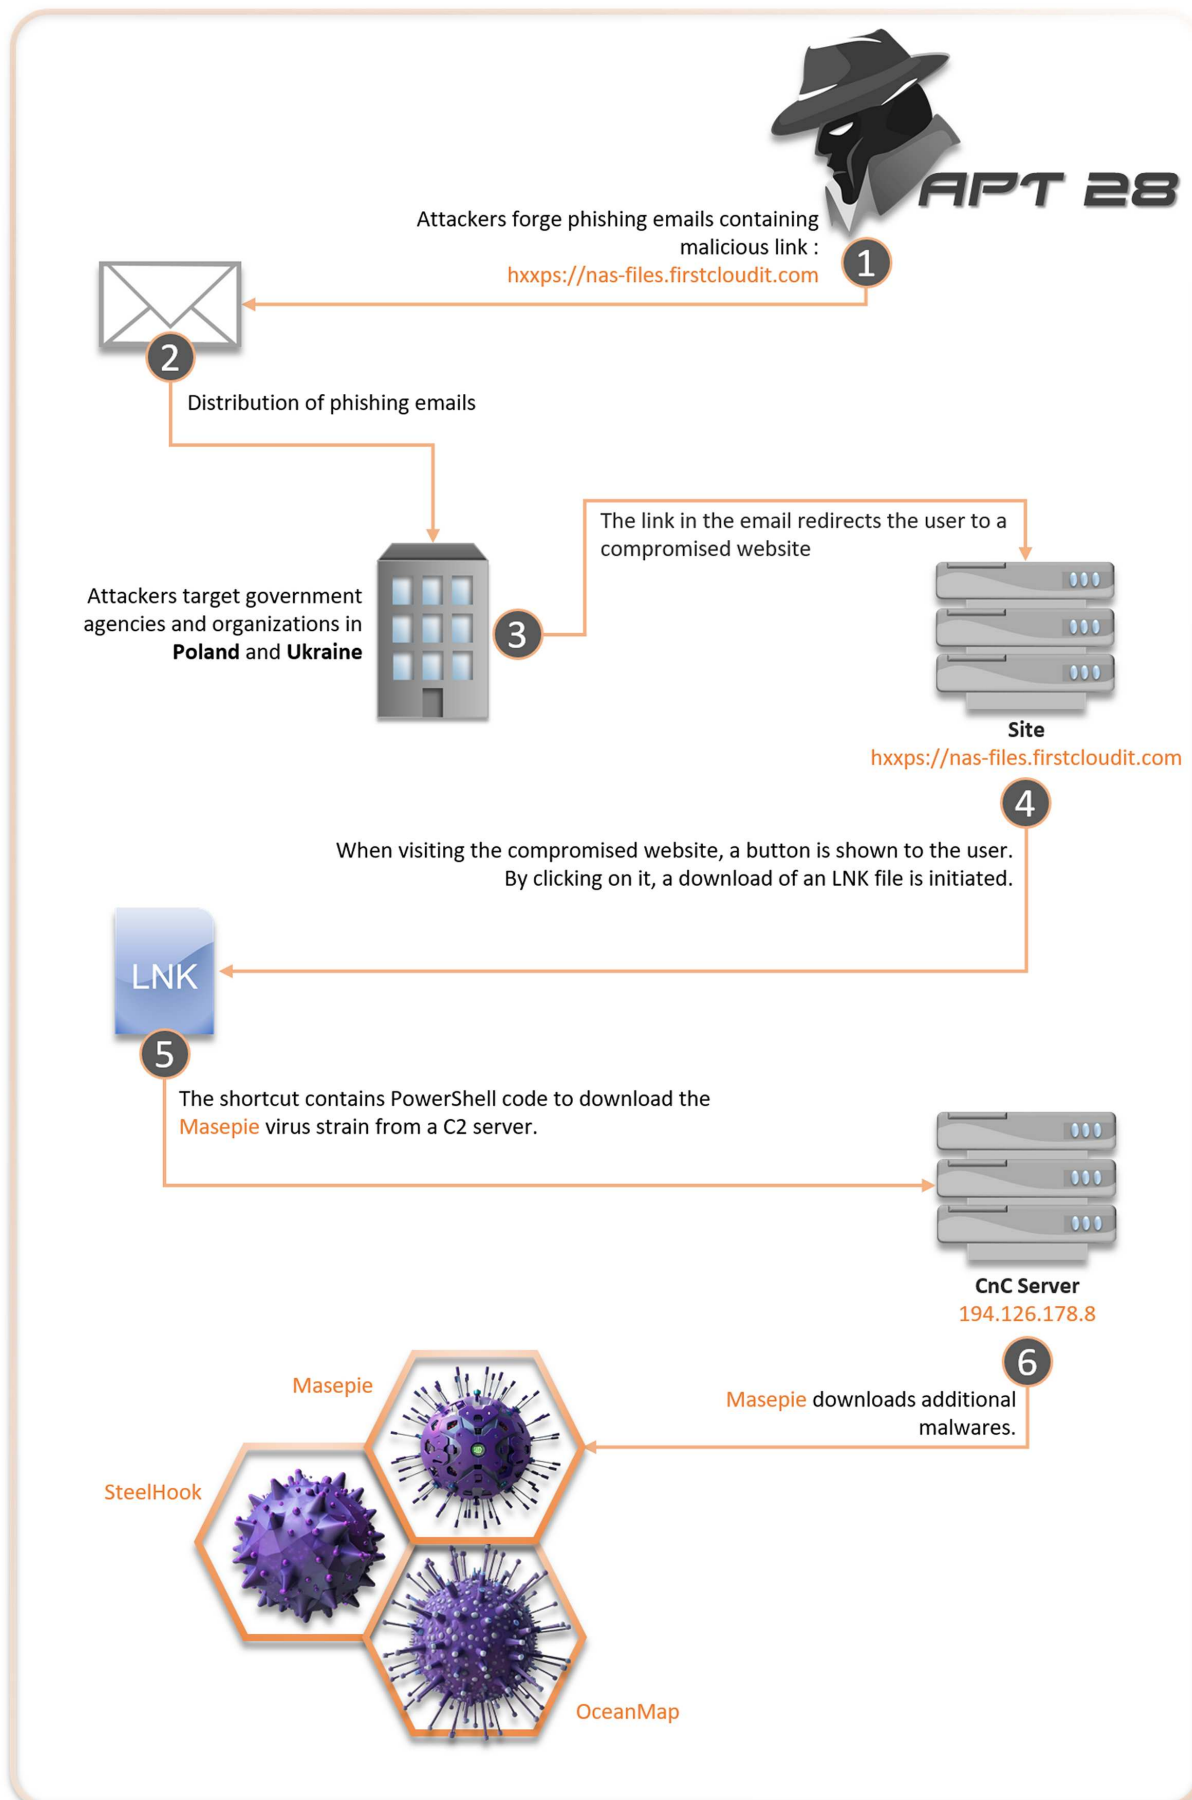 APT 28
Attackers forge phishing emails containing
malicious link :
hxxps://nas-files.firstcloudit.com
1
2
Distribution of phishing emails
The link in the email redirects the user to a
compromised website
Attackers target government
agencies and organizations in
Poland and Ukraine
3
Site
hxxps://nas-files.firstcloudit.com
4
When visiting the compromised website, a button is shown to the user.
By clicking on it, a download of an LNK file is initiated.
LNK
5
The shortcut contains PowerShell code to download the
Masepie virus strain from a C2 server.
CnC Server
194.126.178.8
6
Masepie downloads additional
malwares.
Masepie
SteelHook
OceanMap